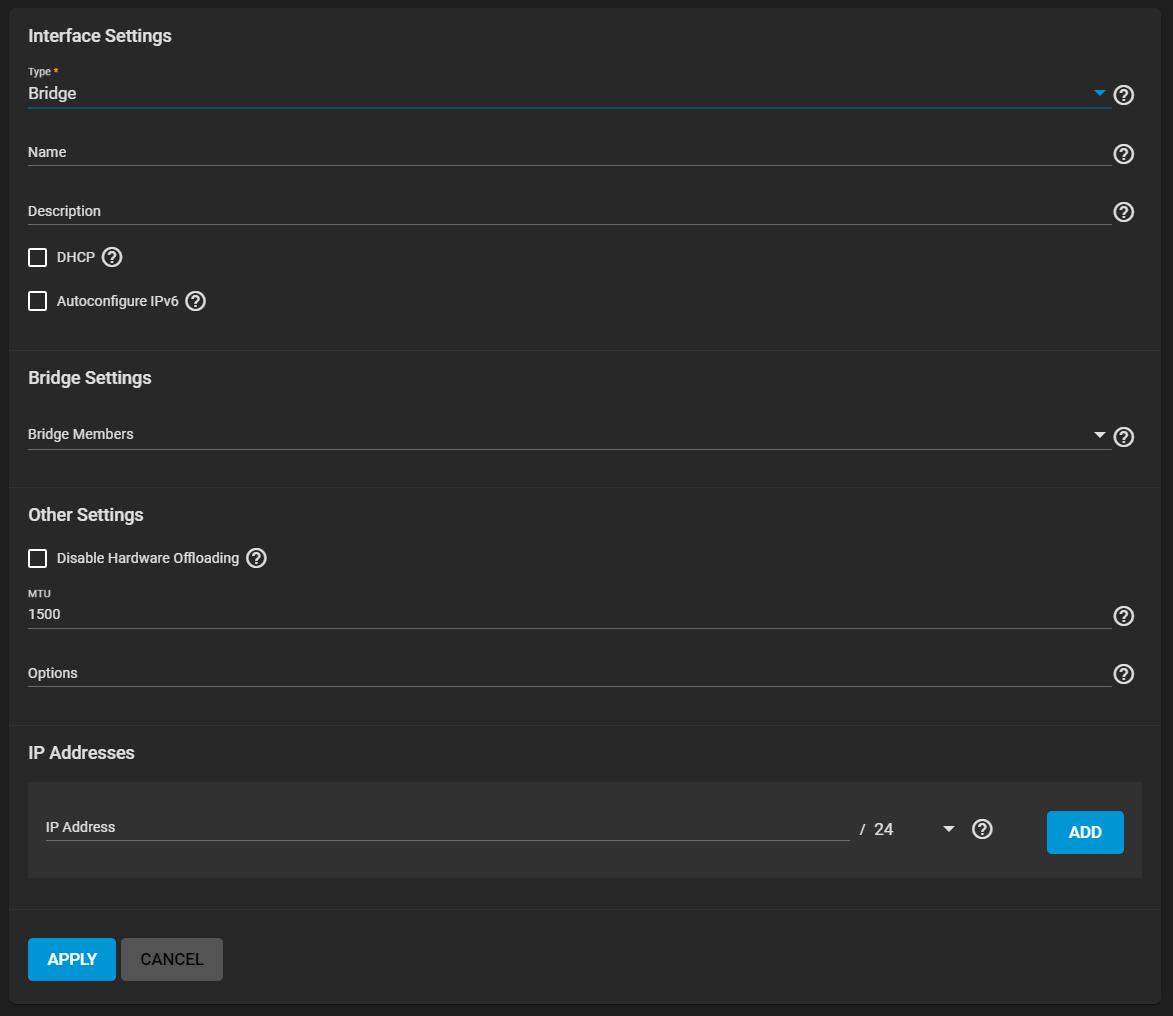 Interface Settings
Type *
Bridge
Name
Description
DHCP
Autoconfigure IPv6
Bridge Settings
Bridge Members
Other Settings
Disable Hardware Offloading
MTU
1500
Options
IP Addresses
IP Address / 24 ADD
APPLY CANCEL